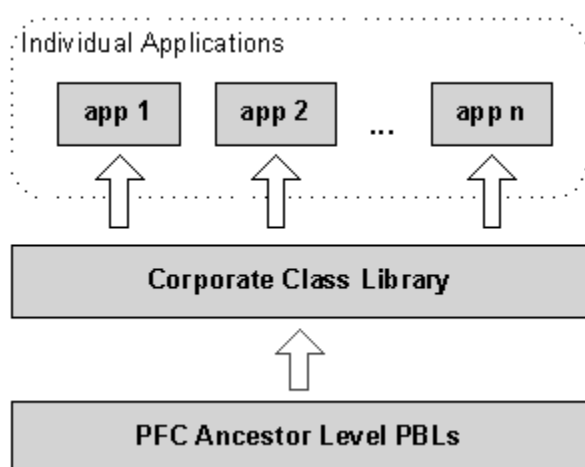 Individual Applications
app 1 app 2 ... app n
Corporate Class Library
PFC Ancestor Level PBLs